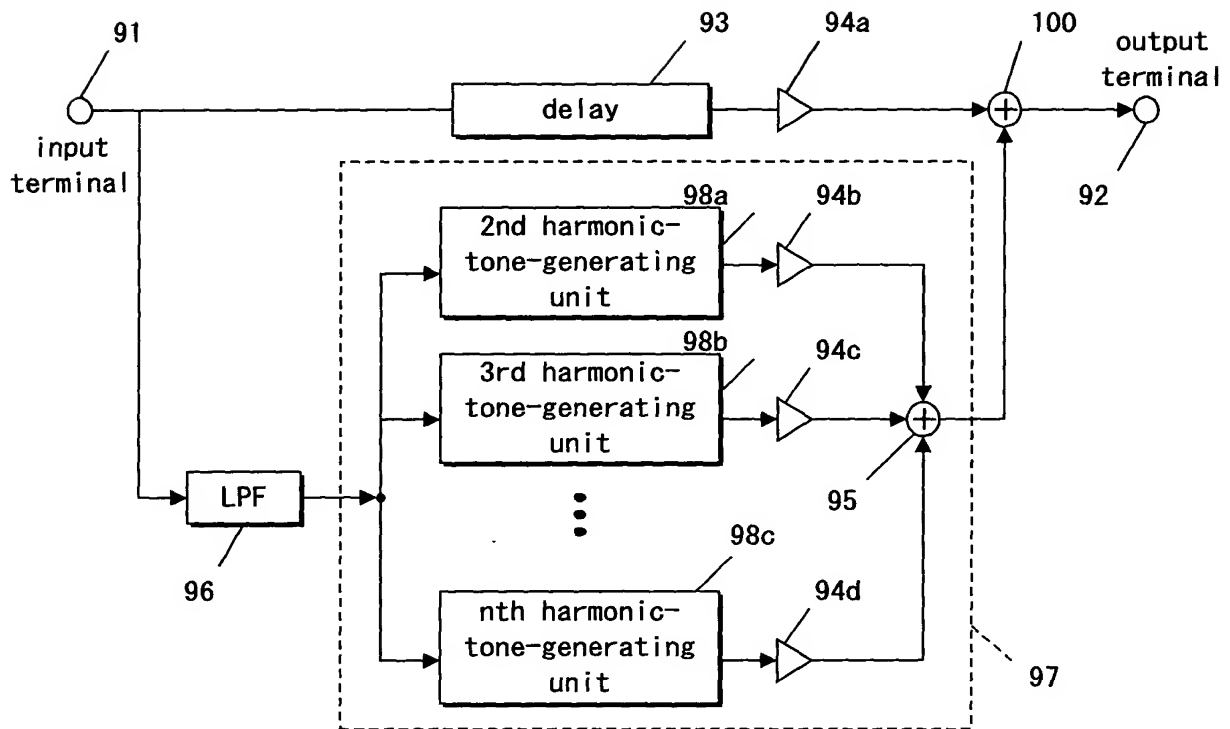 91
93
94a
100
output
terminal
delay
input
terminal
92
98a
94b
2nd harmonic-
tone-generating
unit
98b
94c
3rd harmonic-
tone-generating
unit
95
LPF
96
98c
94d
nth harmonic-
tone-generating
unit
97